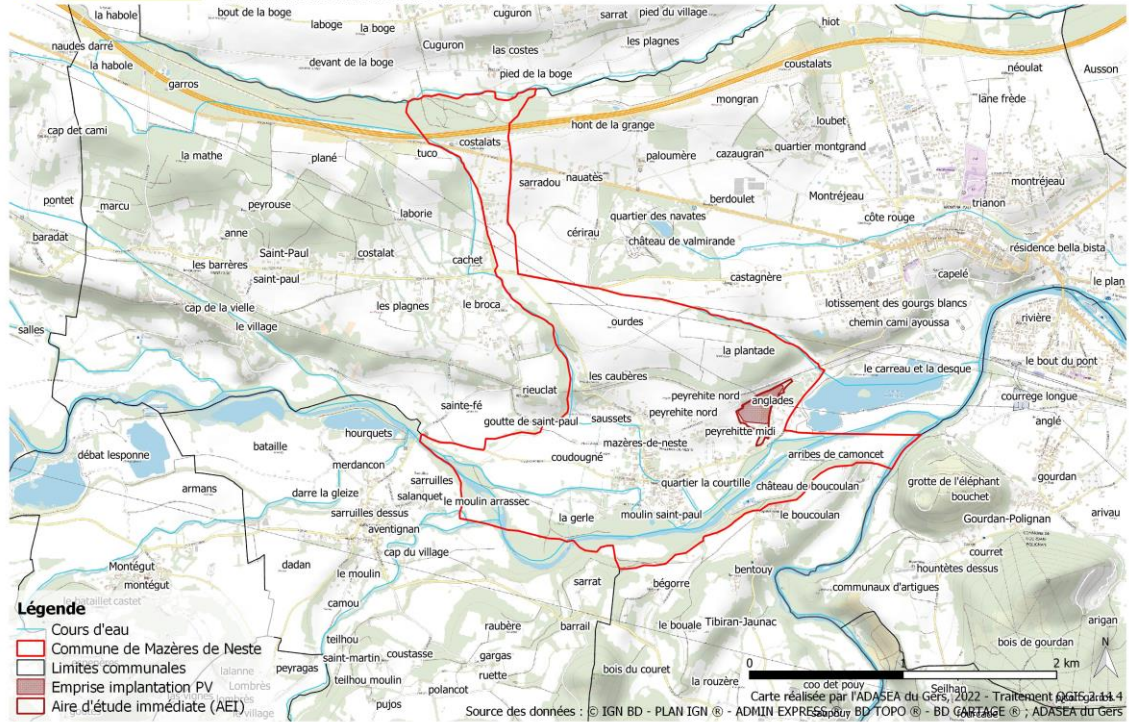 la habole
bout de la boge
laboge
la boge
cuguron
sarrat
pied du village
hiot
naudes darré
la habole
devant de la boge
Cuguron
las costes
les plagnes
néoulat
Ausson
garros
pied de la boge
coustalats
lane frède
mongran
cap det cami
hont de la grange
loubet
la mathe
plané
tuco
costalats
paloumère
cazaugran
quartier montgrand
pontet
marcu
peyrouse
sarradou
nauatès
berdoulet
Montréjeau
trianon
montréjeau
laborie
quartier des navates
côte rouge
baradat
anne
cérirau
château de valmirande
résidence bella bista
les barrères
Saint-Paul
costalat
saint-paul
cachet
castagnère
capelé
le plan
cap de la vielle
les plagnes
le broca
lotissement des gourgs blancs
salles
le village
ourdes
chemin cami ayoussa
rivière
la plantade
le bout du pont
le carreau et la desque
les caubères
rieuclat
peyrehite nord
anglades
courrège longue
sainte-fé
peyrehite nord
goutte de saint-paul
saussets
anglé
hourquets
peyrehitte midi
mazères-de-neste
débat lesponne
bataille
coudougné
arribes de camoncet
merdancon
gourdan
armans
sarruilles
quartier la courtille
château de boucoulan
grotte de l'éléphant
darre la gleize
salanquet
le moulin arrassec
bouchet
sarruilles dessus
la gerle
moulin saint-paul
le boucoulan
arivau
aventignan
Gourdan-Polignan
cap du village
courret
dadan
bentouy
hountètes dessus
Montégut
le moulin
sarrat
bégorre
communaux d'artigues
montégut
camou
arigan
raubère
barrail
le bouale
Tibiran-Jaunac
bois de gourdan
teilhou
coustasse
gargas
saint-martin
peyragas
ruette
bois du couret
teilhou moulin
polancot
la rouzère
pujos
coo det pouy
Seilhan
le bataillet castet
lalanne
Lombrès
lombrès
le village
Légende
Cours d'eau
Commune de Mazères de Neste
Limites communales
Emprise implantation PV
Aire d'étude immédiate (AEI)
N
0 1 2 km
Carte réalisée par l'ADASEA du Gers, 2022 - Traitement QGIS 2.14.4
Source des données : © IGN BD - PLAN IGN ® - ADMIN EXPRESS ® - BD TOPO ® - BD CARTAGE ® ; ADASEA du Gers